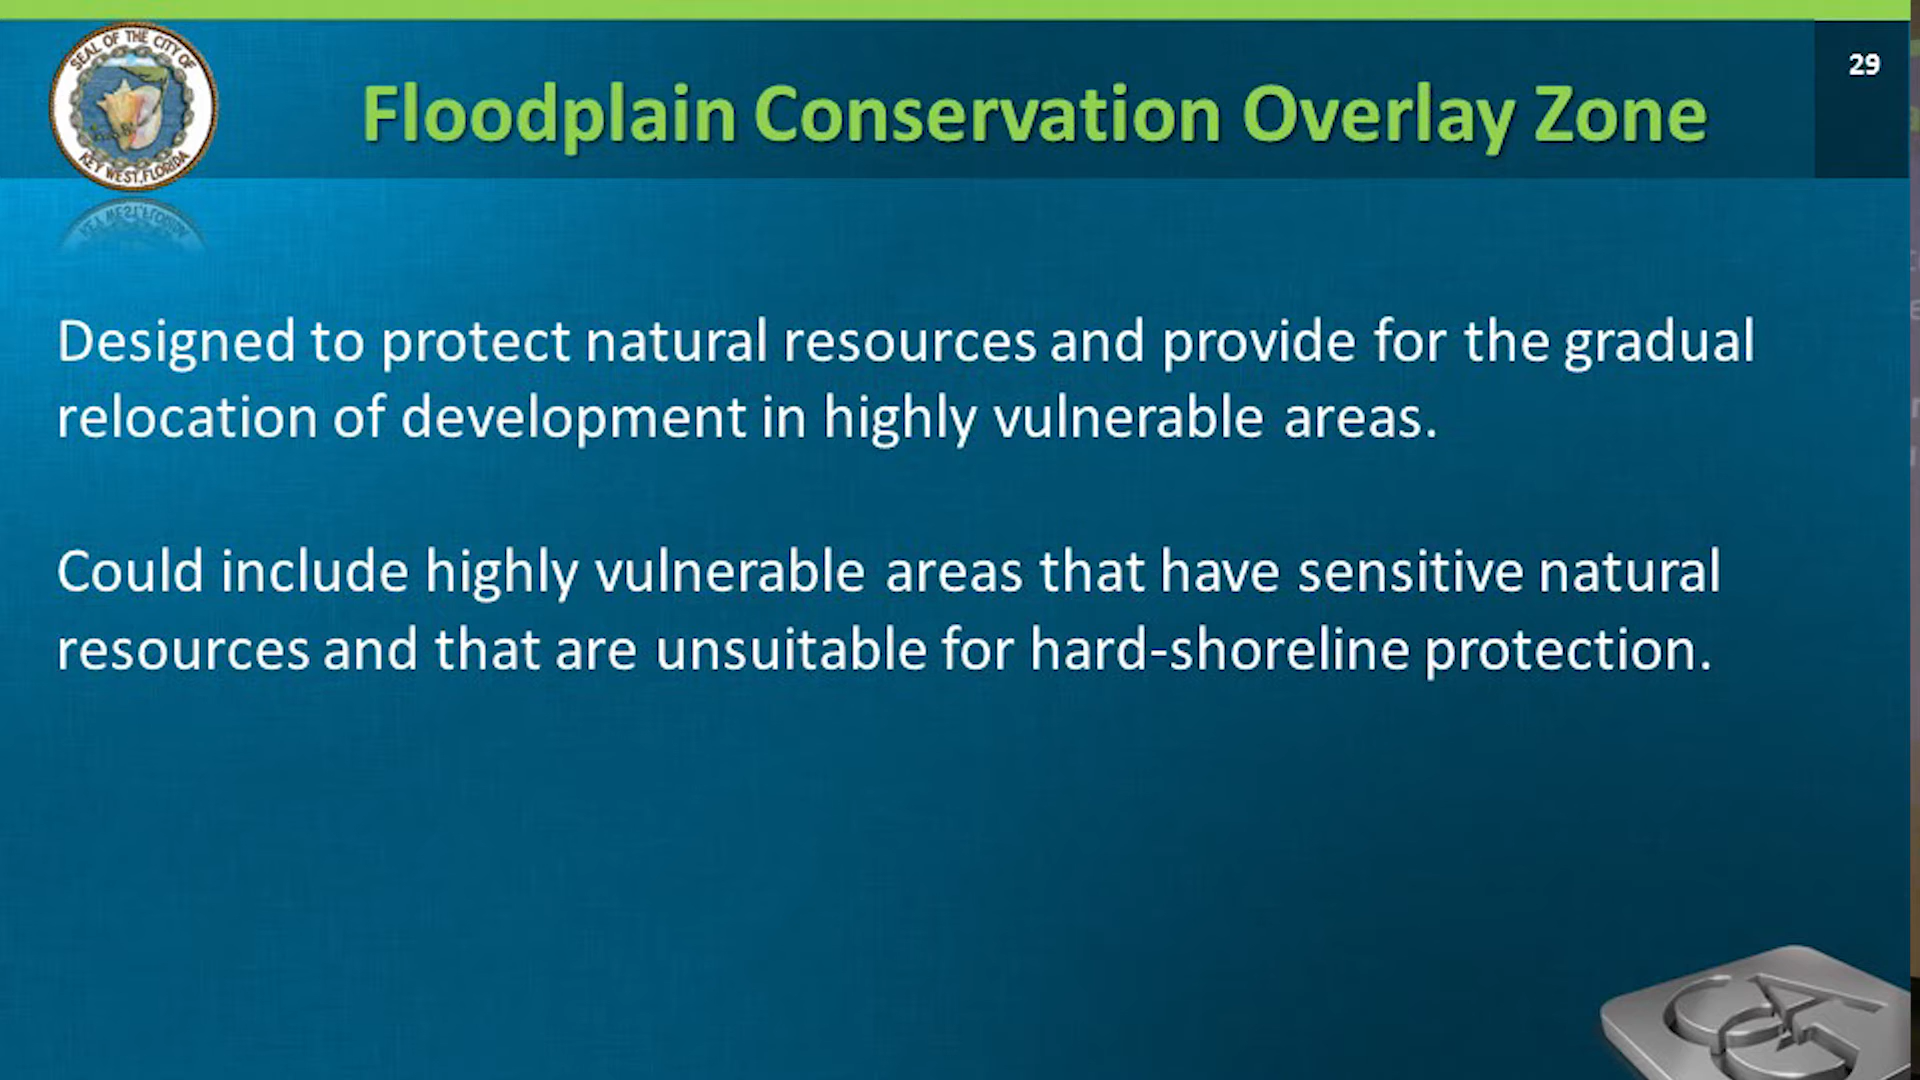 SEAL OF THE CITY OF
KEY WEST, FLORIDA
29
Floodplain Conservation Overlay Zone
Designed to protect natural resources and provide for the gradual
relocation of development in highly vulnerable areas.
Could include highly vulnerable areas that have sensitive natural
resources and that are unsuitable for hard-shoreline protection.